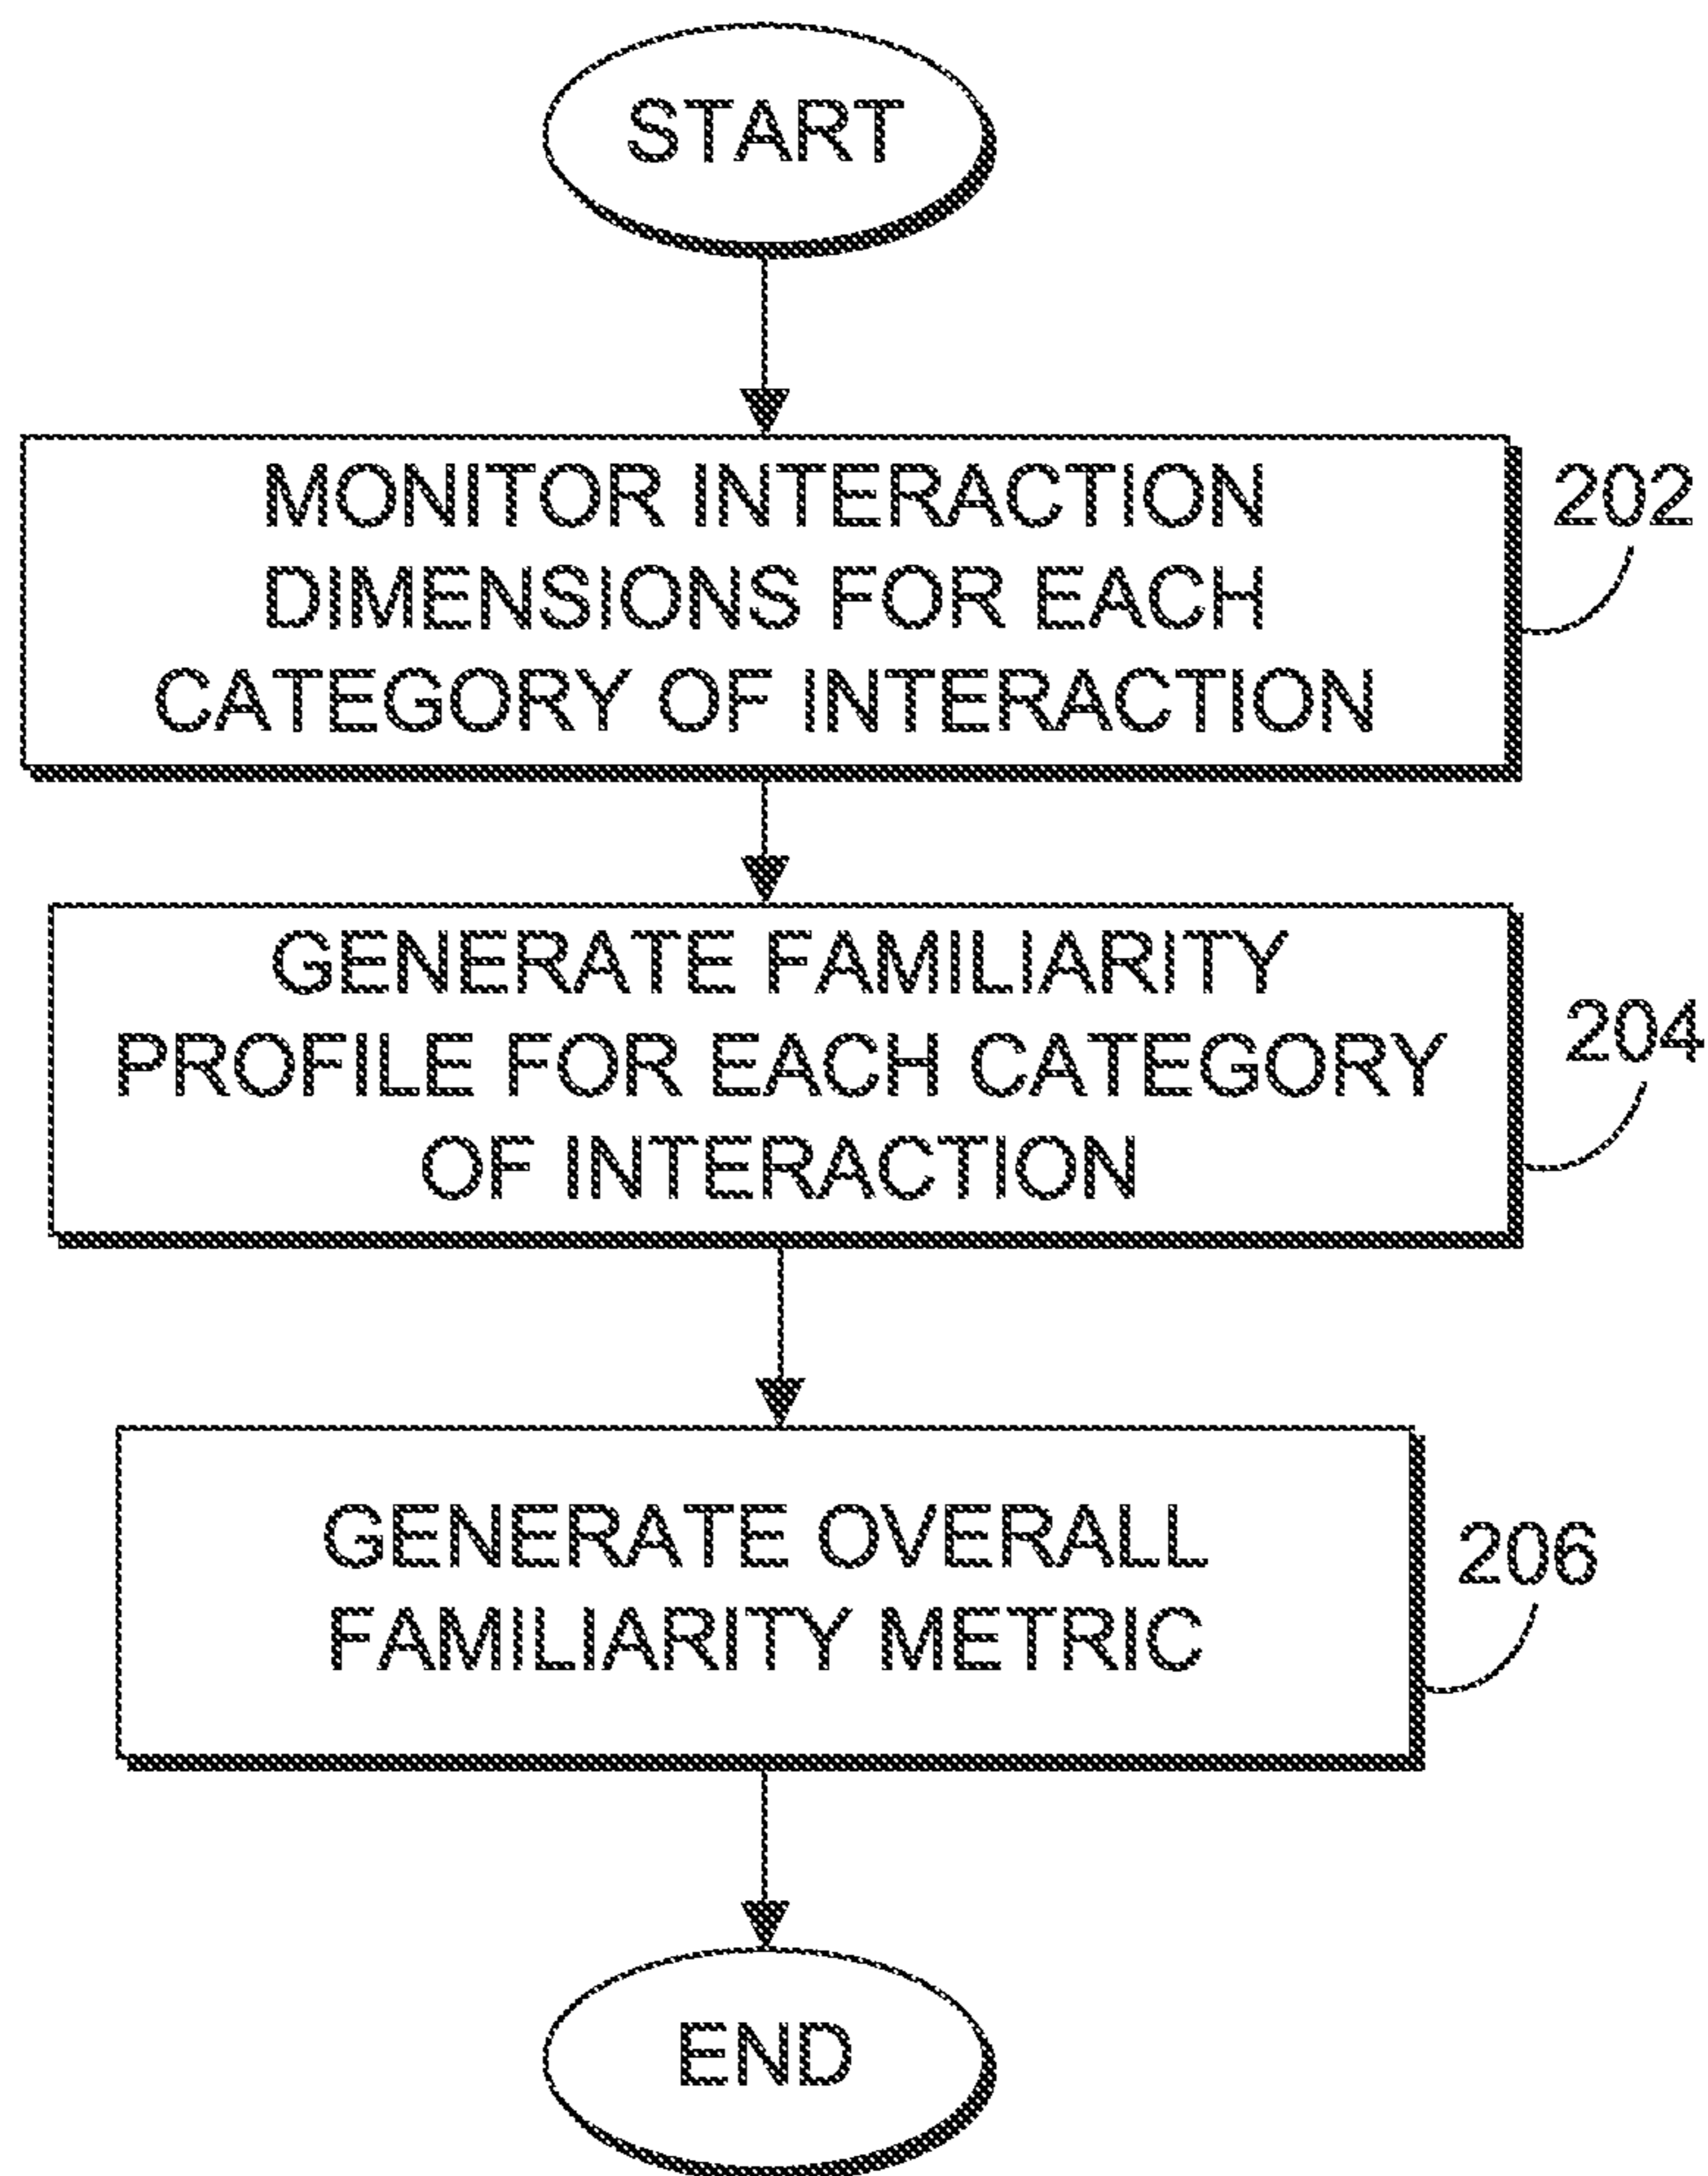 START
MONITOR INTERACTION
DIMENSIONS FOR EACH
CATEGORY OF INTERACTION
202
GENERATE FAMILIARITY
PROFILE FOR EACH CATEGORY
OF INTERACTION
204
GENERATE OVERALL
FAMILIARITY METRIC
206
END